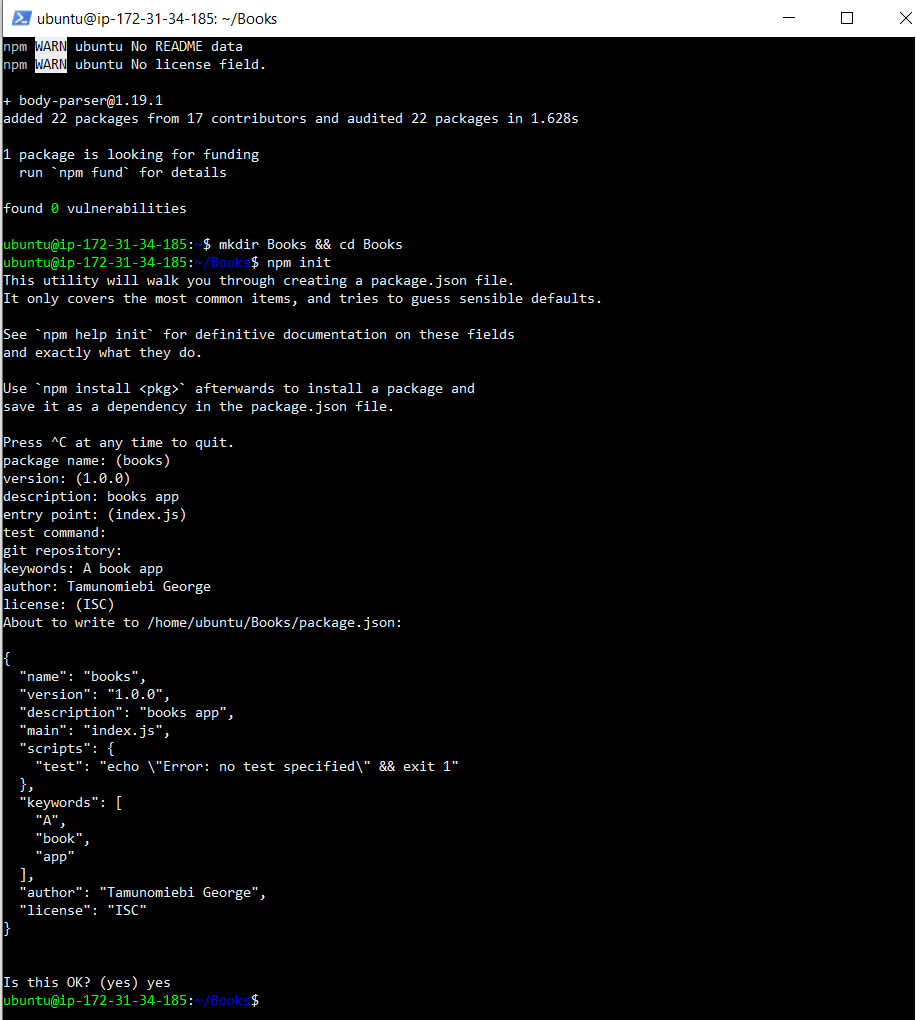 ubuntu@ip-172-31-34-185: ~/Books
npm WARN ubuntu No README data
npm WARN ubuntu No license field.
+ body-parser@1.19.1
added 22 packages from 17 contributors and audited 22 packages in 1.628s
1 package is looking for funding
  run `npm fund` for details
found 0 vulnerabilities
ubuntu@ip-172-31-34-185:~$ mkdir Books && cd Books
ubuntu@ip-172-31-34-185:~/Books$ npm init
This utility will walk you through creating a package.json file.
It only covers the most common items, and tries to guess sensible defaults.
See `npm help init` for definitive documentation on these fields
and exactly what they do.
Use `npm install <pkg>` afterwards to install a package and
save it as a dependency in the package.json file.
Press ^C at any time to quit.
package name: (books)
version: (1.0.0)
description: books app
entry point: (index.js)
test command:
git repository:
keywords: A book app
author: Tamunomiebi George
license: (ISC)
About to write to /home/ubuntu/Books/package.json:
{
  "name": "books",
  "version": "1.0.0",
  "description": "books app",
  "main": "index.js",
  "scripts": {
    "test": "echo \"Error: no test specified\" && exit 1"
  },
  "keywords": [
    "A",
    "book",
    "app"
  ],
  "author": "Tamunomiebi George",
  "license": "ISC"
}
Is this OK? (yes) yes
ubuntu@ip-172-31-34-185:~/Books$